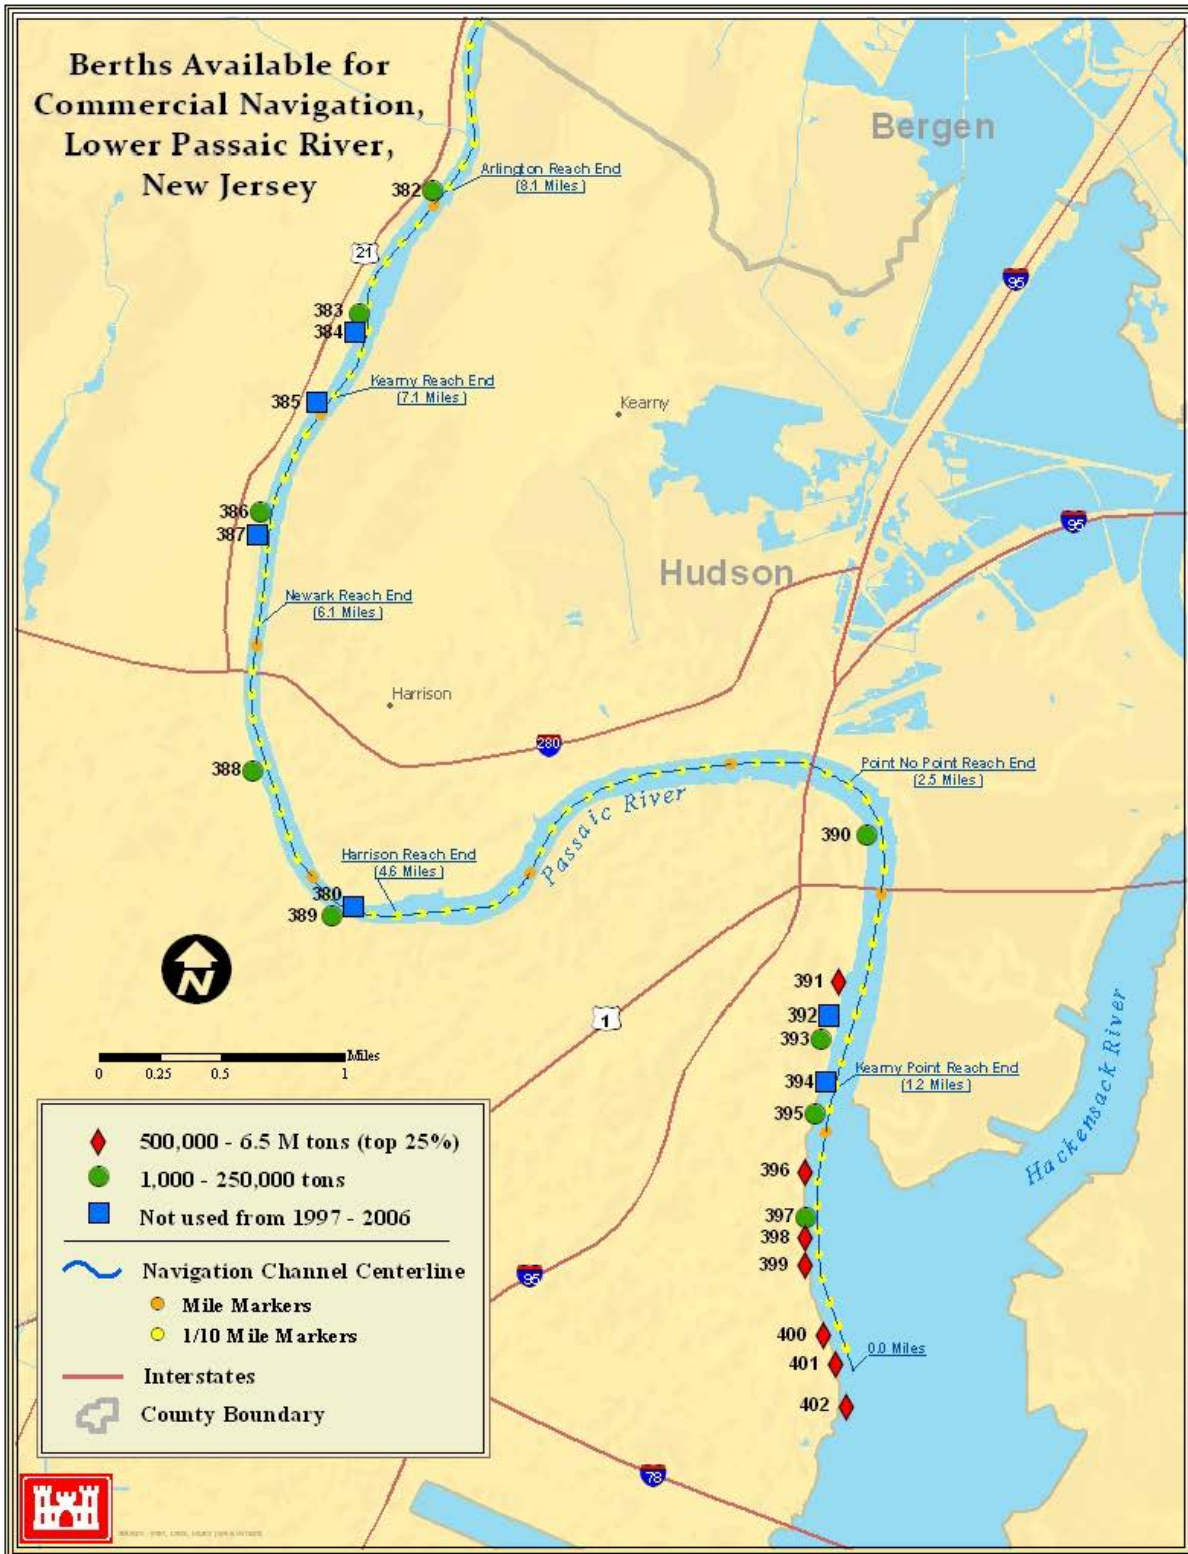 Berths Available for
Commercial Navigation,
Lower Passaic River,
New Jersey
Bergen
Arlington Reach End
(8.1 Miles)
382
21
95
383
384
Kearny Reach End
(7.1 Miles)
385
Kearny
386
387
95
Hudson
Newark Reach End
(6.1 Miles)
Harrison
280
388
Point No Point Reach End
(2.5 Miles)
Passaic River
390
Harrison Reach End
(4.6 Miles)
380
389
N
391
392
1
393
Hackensack River
Miles
0 0.25 0.5 1
394
Kearny Point Reach End
(1.2 Miles)
395
396
397
398
399
400
401
0.0 Miles
402
500,000 - 6.5 M tons (top 25%)
1,000 - 250,000 tons
Not used from 1997 - 2006
Navigation Channel Centerline
Mile Markers
1/10 Mile Markers
Interstates
County Boundary
95
78